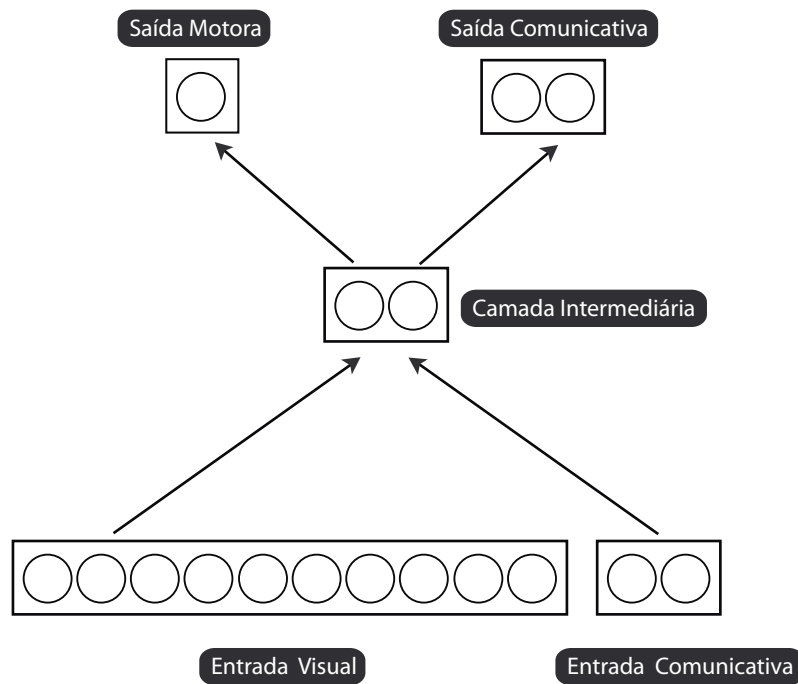 Saída Motora
Saída Comunicativa
Camada Intermediária
Entrada Visual
Entrada Comunicativa